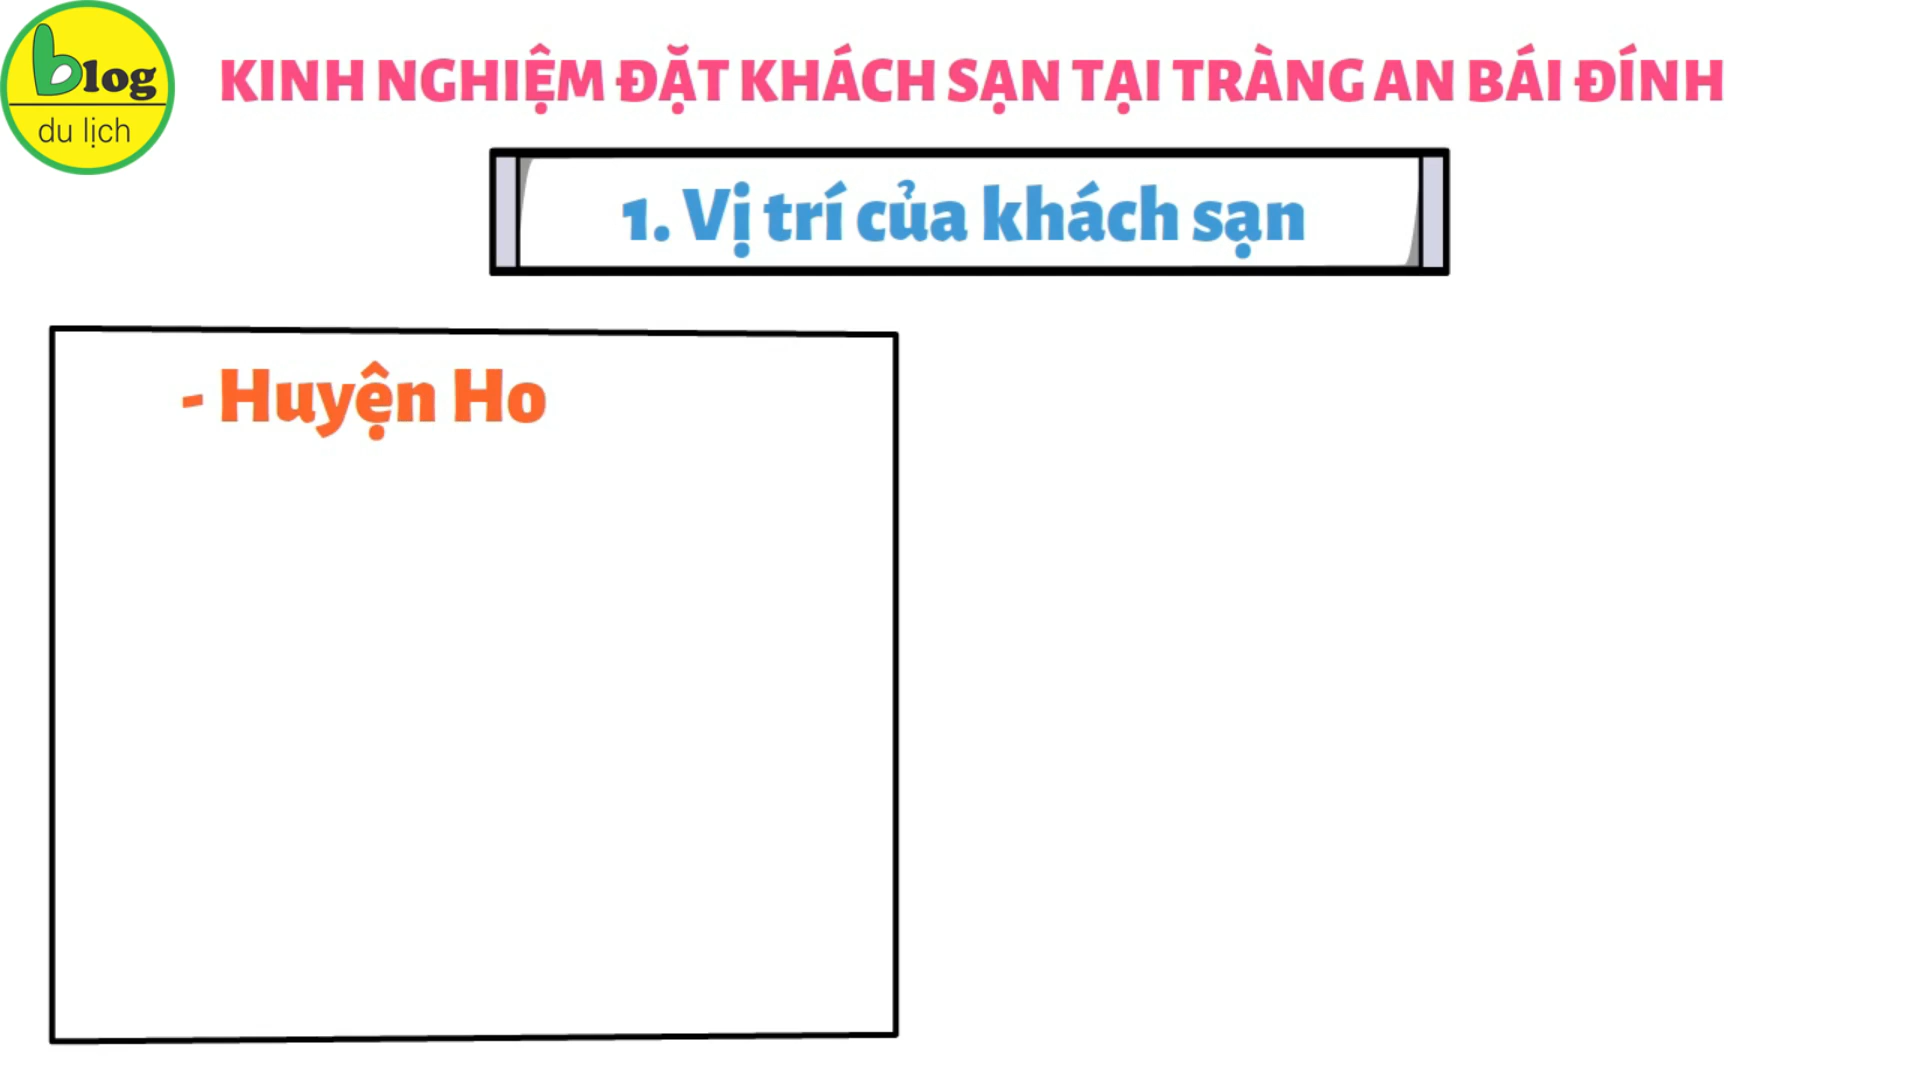 blog
du lịch
KINH NGHIỆM ĐẶT KHÁCH SẠN TẠI TRÀNG AN BÁI ĐÍNH
1. Vị trí của khách sạn
- Huyện Ho